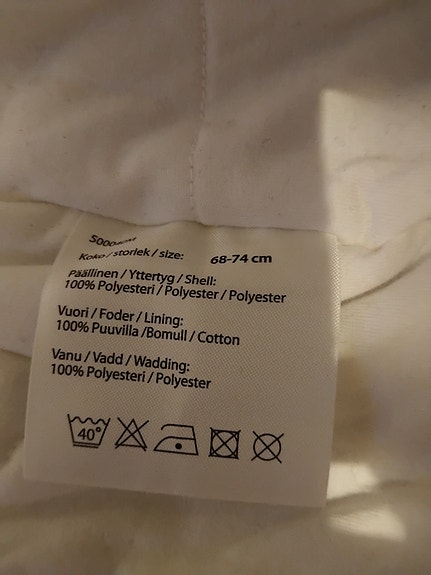 Koko / storlek / size: 68-74 cm
Päällinen / Yttertyg / Shell:
100% Polyesteri / Polyester / Polyester
Vuori / Foder / Lining:
100% Puuvilla /Bomull / Cotton
Vanu / Vadd / Wadding:
100% Polyesteri / Polyester
40°